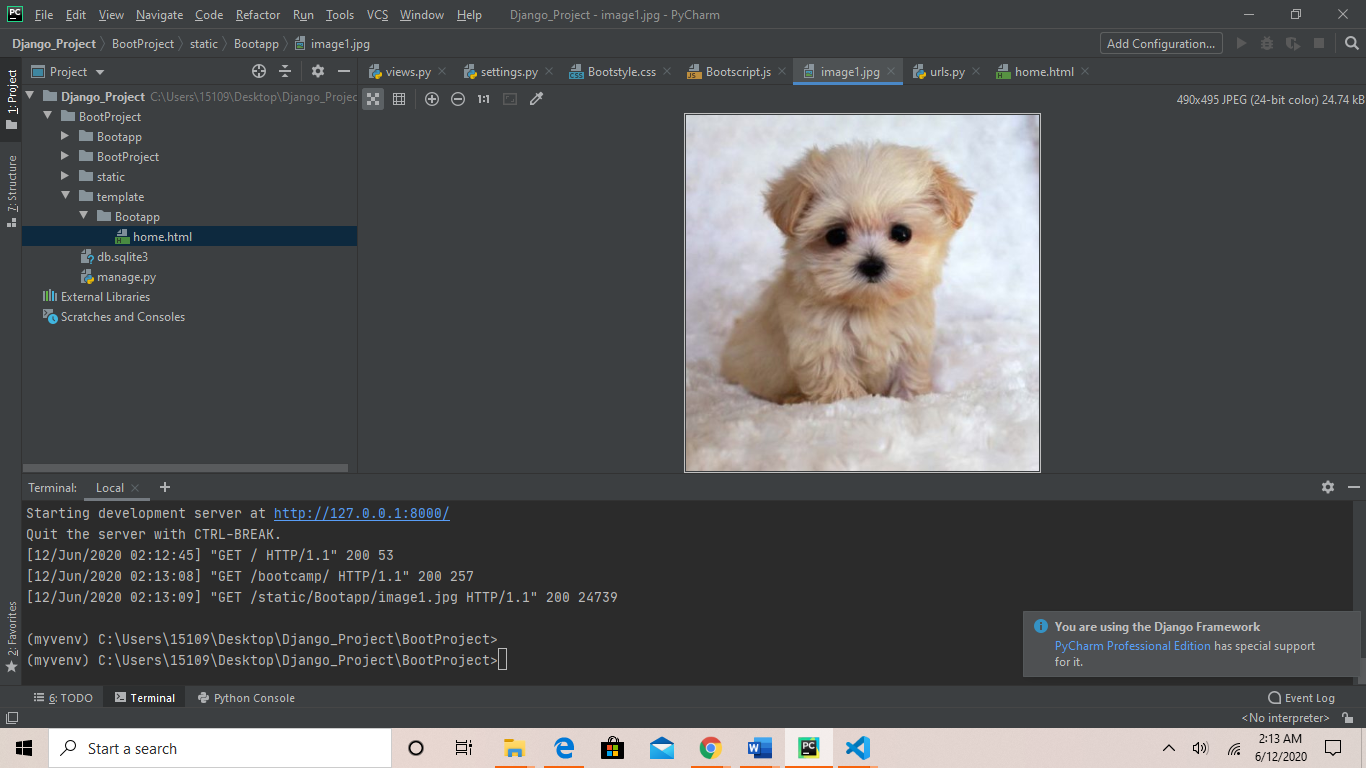 PC File Edit View Navigate Code Refactor Run Tools VCS Window Help Django_Project - image1.jpg - PyCharm
Django_Project BootProject static Bootapp image1.jpg Add Configuration...
1: Project
7: Structure
2: Favorites
Project
Django_Project C:\Users\15109\Desktop\Django_Projec
BootProject
Bootapp
BootProject
static
template
Bootapp
home.html
db.sqlite3
manage.py
External Libraries
Scratches and Consoles
views.py settings.py Bootstyle.css Bootscript.js image1.jpg urls.py home.html
1:1 490x495 JPEG (24-bit color) 24.74 kB
Terminal: Local +
Starting development server at http://127.0.0.1:8000/
Quit the server with CTRL-BREAK.
[12/Jun/2020 02:12:45] "GET / HTTP/1.1" 200 53
[12/Jun/2020 02:13:08] "GET /bootcamp/ HTTP/1.1" 200 257
[12/Jun/2020 02:13:09] "GET /static/Bootapp/image1.jpg HTTP/1.1" 200 24739
(myvenv) C:\Users\15109\Desktop\Django_Project\BootProject>
(myvenv) C:\Users\15109\Desktop\Django_Project\BootProject>
You are using the Django Framework
PyCharm Professional Edition has special support
for it.
6: TODO Terminal Python Console Event Log
<No interpreter>
Start a search
2:13 AM
6/12/2020